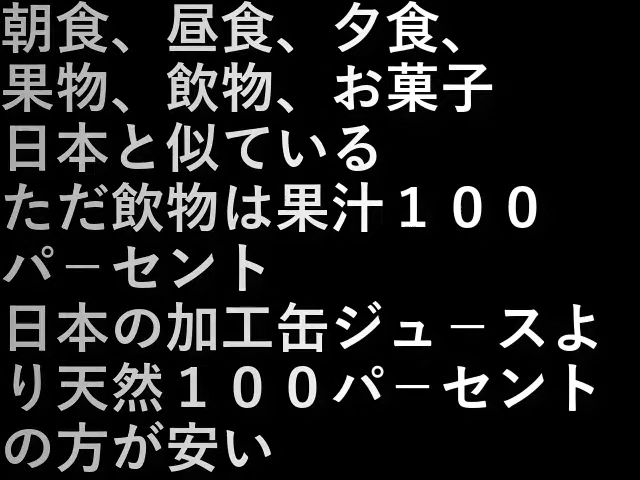 朝食、昼食、夕食、
果物、飲物、お菓子
日本と似ている
ただ飲物は果汁１００
パ－セント
日本の加工缶ジュ－スよ
り天然１００パ－セント
の方が安い